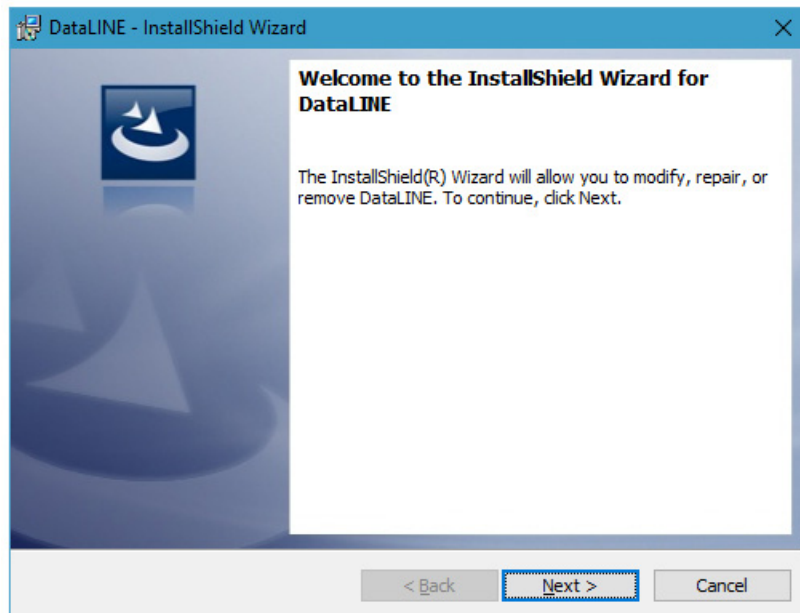 DataLINE - InstallShield Wizard
Welcome to the InstallShield Wizard for
DataLINE
The InstallShield(R) Wizard will allow you to modify, repair, or
remove DataLINE. To continue, click Next.
< Back Next > Cancel